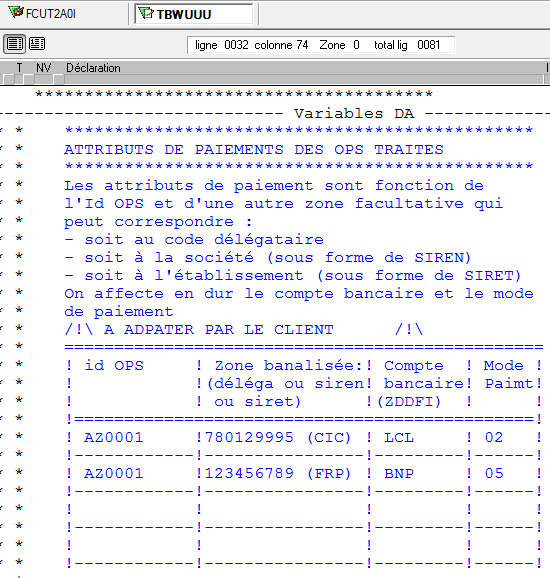 FCUT2A0I TBWUUU
ligne 0032 colonne 74 Zone 0 total lig 0081
T NV Déclaration
****************************************
----------------------------- Variables DA -------------
* * ***********************************************
* * ATTRIBUTS DE PAIEMENTS DES OPS TRAITES
* * ***********************************************
* * Les attributs de paiement sont fonction de
* * l'Id OPS et d'une autre zone facultative qui
* * peut correspondre :
* * - soit au code délégataire
* * - soit à la société (sous forme de SIREN)
* * - soit à l'établissement (sous forme de SIRET)
* * On affecte en dur le compte bancaire et le mode
* * de paiement
* * /!\ A ADPATER PAR LE CLIENT /!\
* * ================================================
* * ! id OPS ! Zone banalisée:! Compte ! Mode !
* * ! !(déléga ou siren! bancaire! Paimt!
* * ! ! ou siret) !(ZDDFI) ! !
* * !==============================================!
* * ! AZ0001 !780129995 (CIC) ! LCL ! 02 !
* * !------------!----------------!---------!------!
* * ! AZ0001 !123456789 (FRP) ! BNP ! 05 !
* * !------------!----------------!---------!------!
* * ! ! ! ! !
* * !------------!----------------!---------!------!
* * ! ! ! ! !
* * !------------!----------------!---------!------!